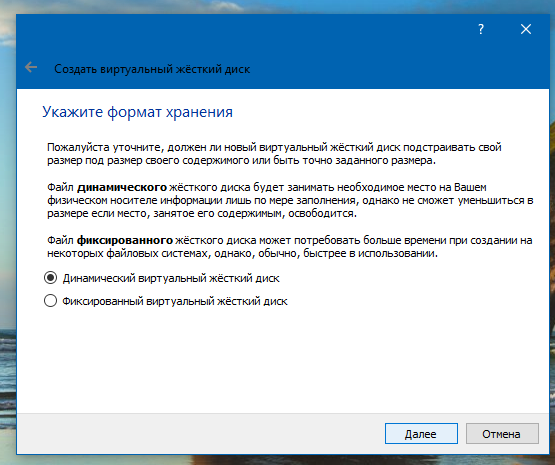 ?
Создать виртуальный жёсткий диск
Укажите формат хранения
Пожалуйста уточните, должен ли новый виртуальный жёсткий диск подстраивать свой
размер под размер своего содержимого или быть точно заданного размера.
Файл динамического жёсткого диска будет занимать необходимое место на Вашем
физическом носителе информации лишь по мере заполнения, однако не сможет уменьшиться в
размере если место, занятое его содержимым, освободится.
Файл фиксированного жёсткого диска может потребовать больше времени при создании на
некоторых файловых системах, однако, обычно, быстрее в использовании.
Динамический виртуальный жёсткий диск
Фиксированный виртуальный жёсткий диск
Далее
Отмена